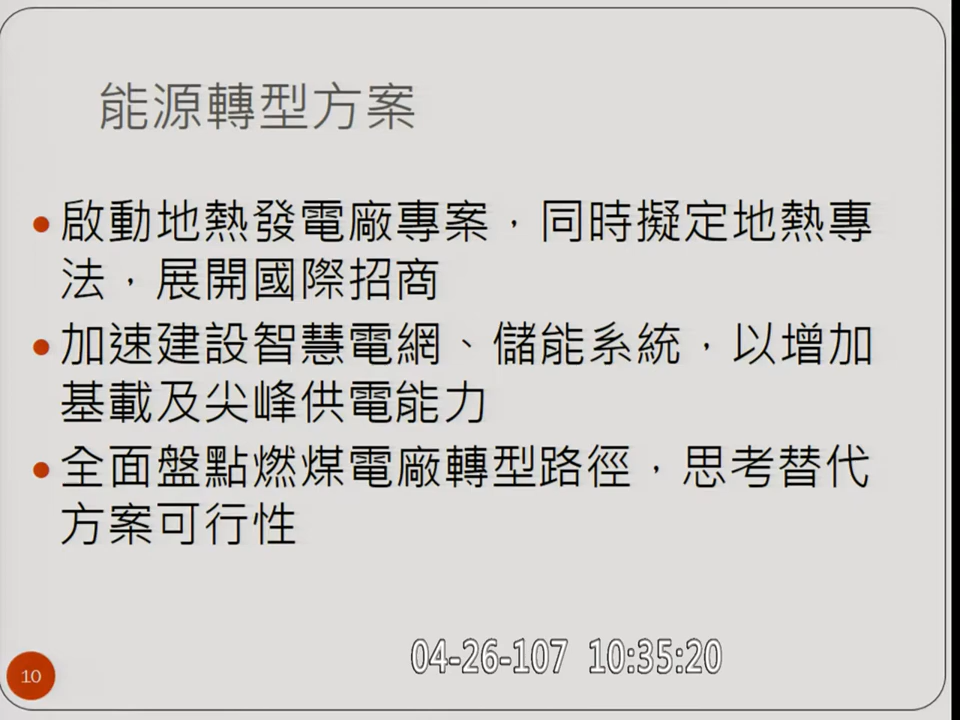 能源轉型方案
•啟動地熱發電廠專案，同時擬定地熱專
法，展開國際招商
•加速建設智慧電網、儲能系統，以增加
基載及尖峰供電能力
•全面盤點燃煤電廠轉型路徑，思考替代
方案可行性
04-26-107 10:35:20
10